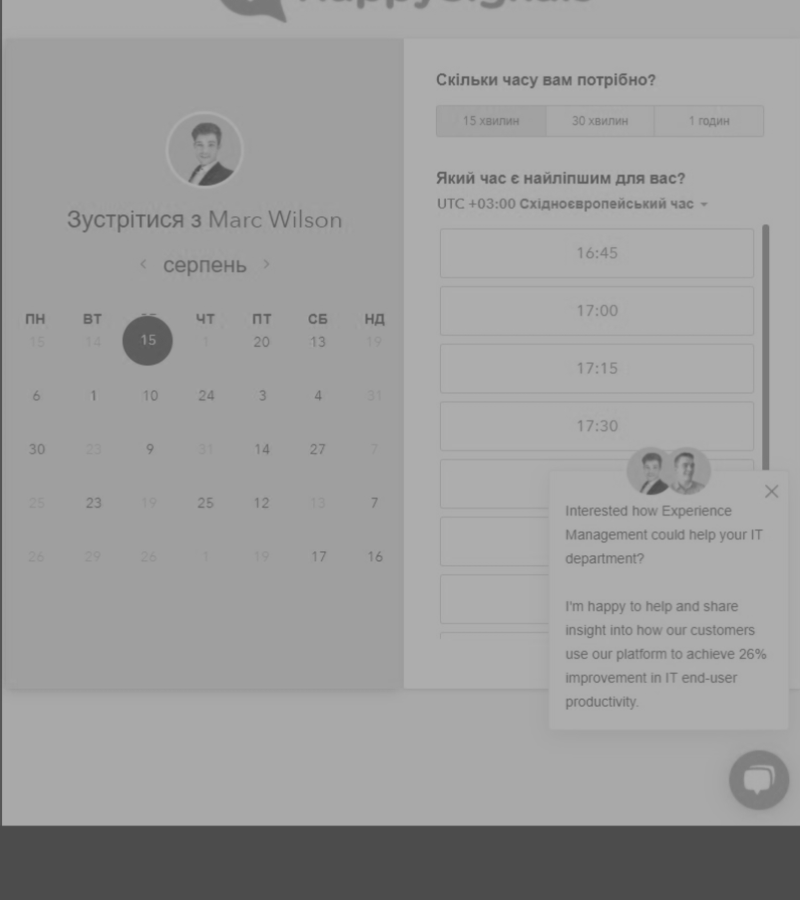 HappySignals
Зустрітися з Marc Wilson
серпень
ПН ВТ ЧТ ПТ СБ НД
15 14 15 1 20 13 19
6 1 10 24 3 4 31
30 23 9 31 14 27 7
25 23 19 25 12 13 7
26 29 26 1 19 17 16
Скільки часу вам потрібно?
15 хвилин 30 хвилин 1 годин
Який час є найліпшим для вас?
UTC +03:00 Східноєвропейський час
16:45
17:00
17:15
17:30
Interested how Experience
Management could help your IT
department?
I'm happy to help and share
insight into how our customers
use our platform to achieve 26%
improvement in IT end-user
productivity.